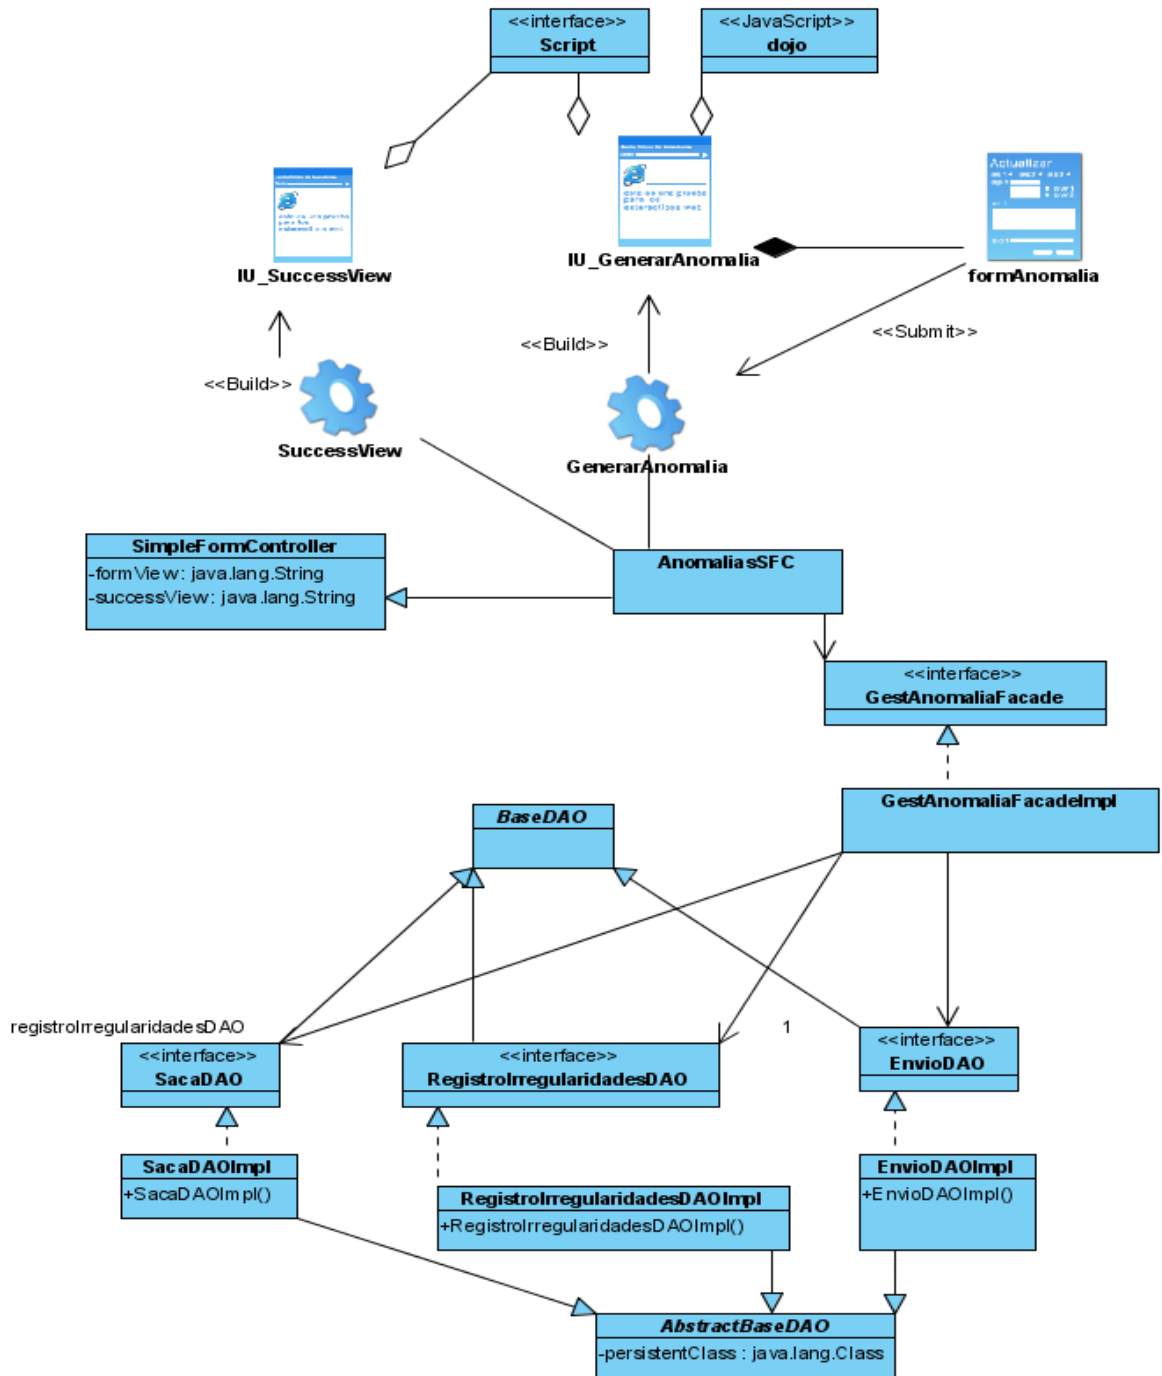 <<interface>>
Script
<<JavaScript>>
dojo
Actualizar
IU_SuccessView
IU_GenerarAnomalia
formAnomalia
<<Build>>
<<Build>>
<<Submit>>
SuccessView
GenerarAnomalia
SimpleFormController
-formView : java.lang.String
-successView : java.lang.String
AnomaliasSFC
<<interface>>
GestAnomaliaFacade
GestAnomaliaFacadeImpl
BaseDAO
registroIrregularidadesDAO
1
<<interface>>
SacaDAO
<<interface>>
RegistroIrregularidadesDAO
<<interface>>
EnvioDAO
SacaDAOImpl
+SacaDAOImpl()
RegistroIrregularidadesDAOImpl
+RegistroIrregularidadesDAOImpl()
EnvioDAOImpl
+EnvioDAOImpl()
AbstractBaseDAO
-persistentClass : java.lang.Class